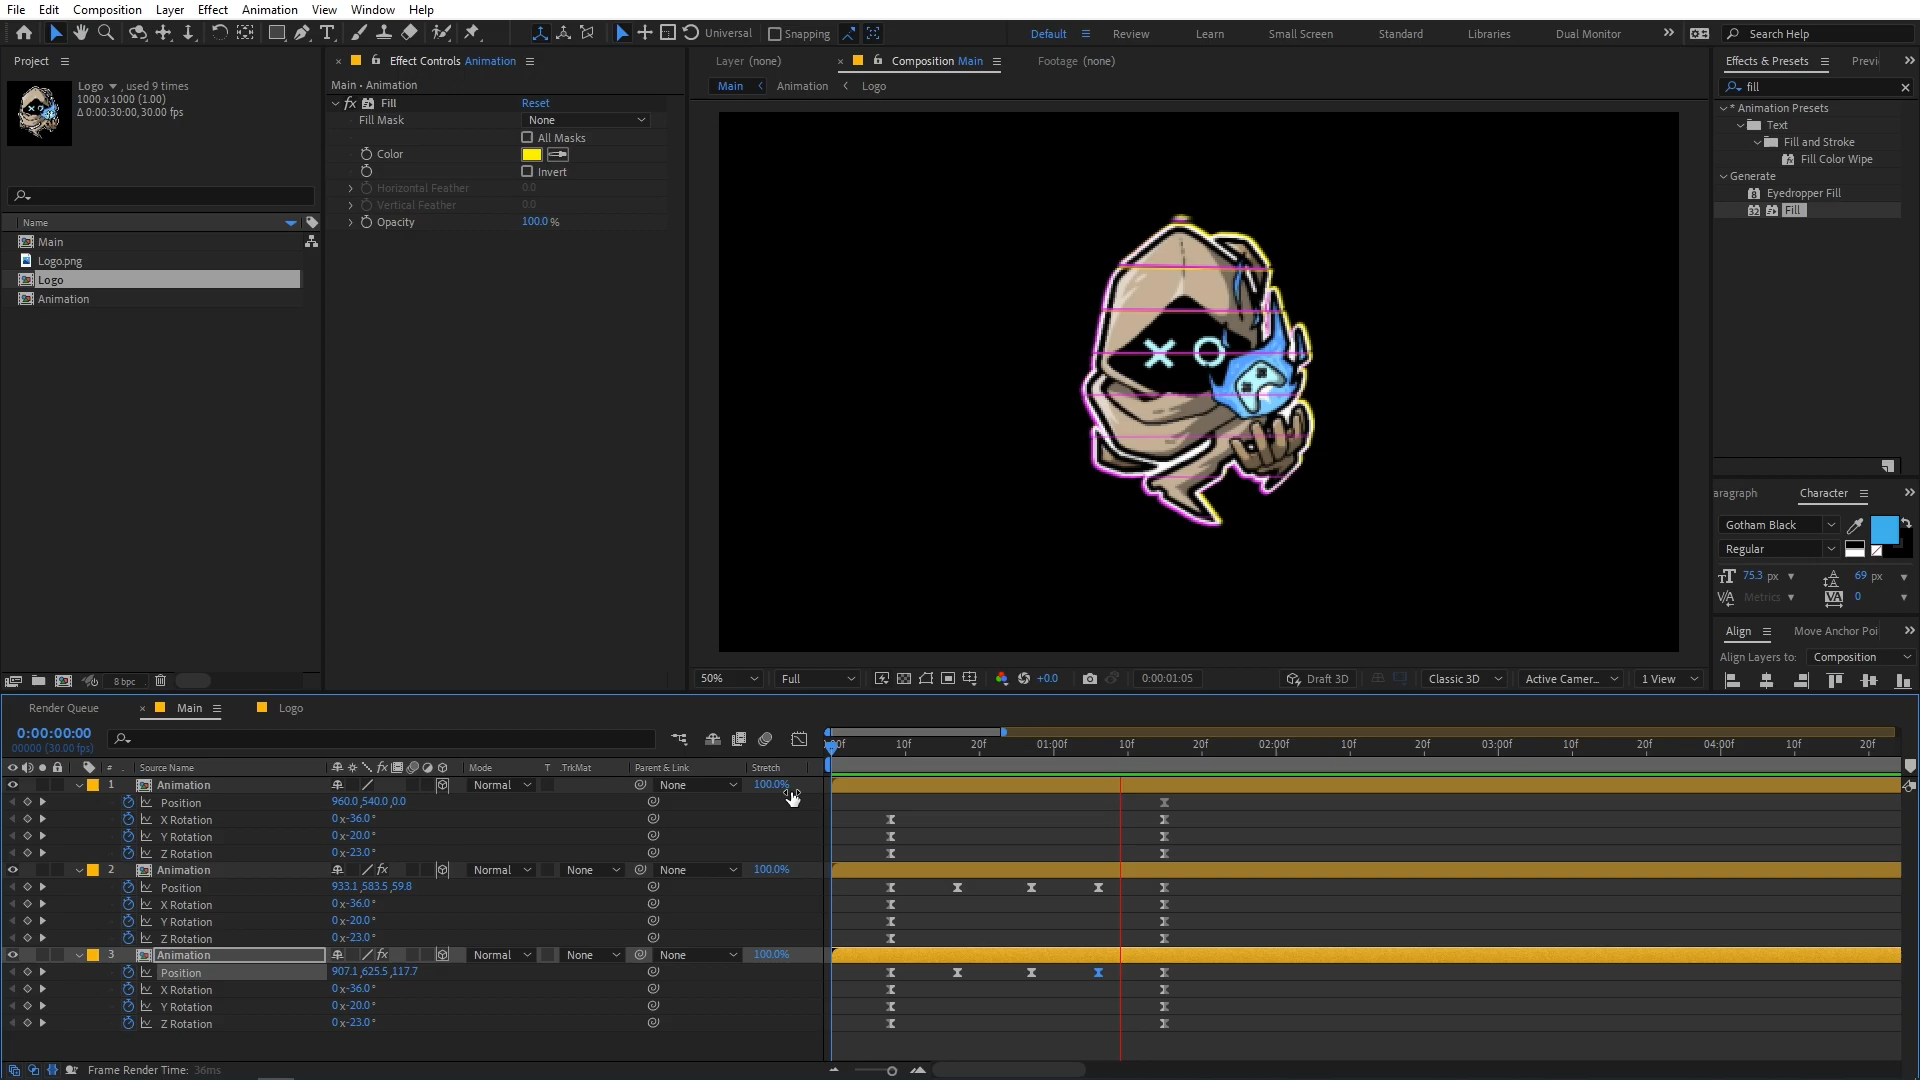 File Edit Composition Layer Effect Animation View Window Help
Universal Snapping Default Review Learn Small Screen Standard Libraries Dual Monitor Search Help
Project
Logo , used 9 times
1000 x 1000 (1.00)
Δ 0:00:30:00, 30.00 fps
Name
Main
Logo.png
Logo
Animation
8 bpc
Effect Controls Animation
Main • Animation
fx Fill Reset
Fill Mask None
All Masks
Color
Invert
Horizontal Feather 0.0
Vertical Feather 0.0
Opacity 100.0 %
Layer (none) Composition Main Footage (none)
Main Animation Logo
50% Full +0.0 0:00:01:05 Draft 3D Classic 3D Active Camer... 1 View
Effects & Presets Previ
fill
* Animation Presets
Text
Fill and Stroke
Fill Color Wipe
Generate
Eyedropper Fill
Fill
aragraph Character
Gotham Black
Regular
75.3 px 69 px
Metrics 0
Align Move Anchor Poi
Align Layers to: Composition
Render Queue Main Logo
0:00:00:00
00000 (30.00 fps)
:00f 10f 20f 01:00f 10f 20f 02:00f 10f 20f 03:00f 10f 20f 04:00f 10f 20f
# Source Name Mode T .TrkMat Parent & Link Stretch
1 Animation Normal None 100.0%
Position 960.0,540.0,0.0
X Rotation 0x-36.0°
Y Rotation 0x-20.0°
Z Rotation 0x-23.0°
2 Animation fx Normal None None 100.0%
Position 933.1,583.5,59.8
X Rotation 0x-36.0°
Y Rotation 0x-20.0°
Z Rotation 0x-23.0°
3 Animation fx Normal None None 100.0%
Position 907.1,625.5,117.7
X Rotation 0x-36.0°
Y Rotation 0x-20.0°
Z Rotation 0x-23.0°
Frame Render Time: 36ms